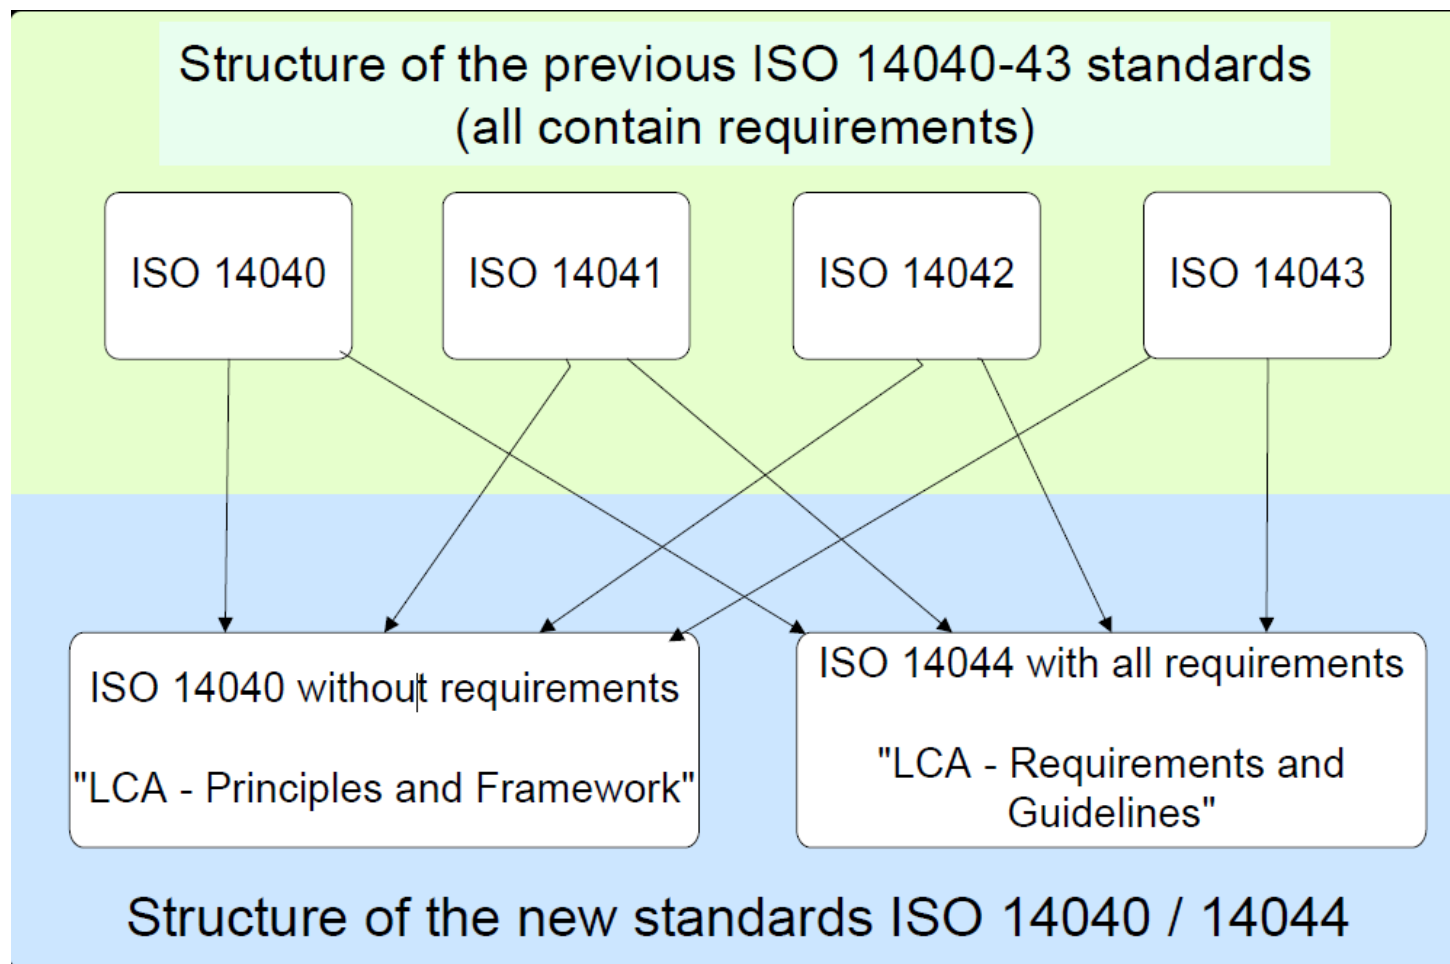 Structure of the previous ISO 14040-43 standards
(all contain requirements)
ISO 14040
ISO 14041
ISO 14042
ISO 14043
ISO 14040 without requirements
"LCA - Principles and Framework"
ISO 14044 with all requirements
"LCA - Requirements and
Guidelines"
Structure of the new standards ISO 14040 / 14044